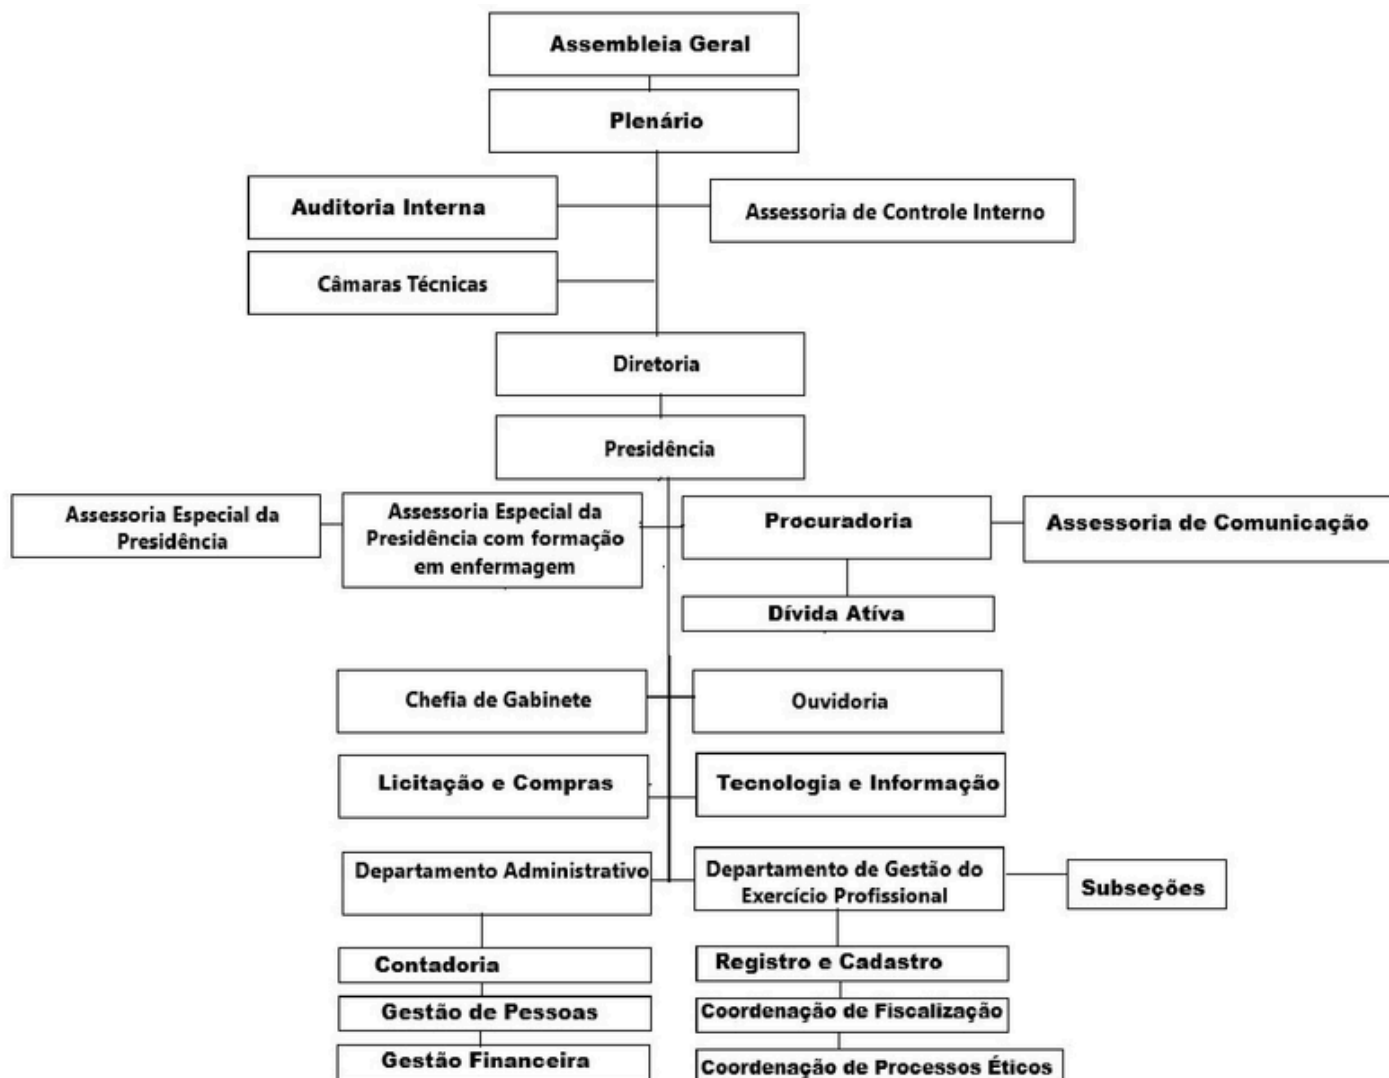 Assembleia Geral
Plenário
Auditoria Interna
Assessoria de Controle Interno
Câmaras Técnicas
Diretoria
Presidência
Assessoria Especial da
Presidência
Assessoria Especial da
Presidência com formação
em enfermagem
Procuradoria
Assessoria de Comunicação
Dívida Atíva
Chefia de Gabinete
Ouvidoria
Licitação e Compras
Tecnologia e Informação
Departamento Administrativo
Departamento de Gestão do
Exercício Profissional
Subseções
Contadoria
Registro e Cadastro
Gestão de Pessoas
Coordenação de Fiscalização
Gestão Financeira
Coordenação de Processos Éticos